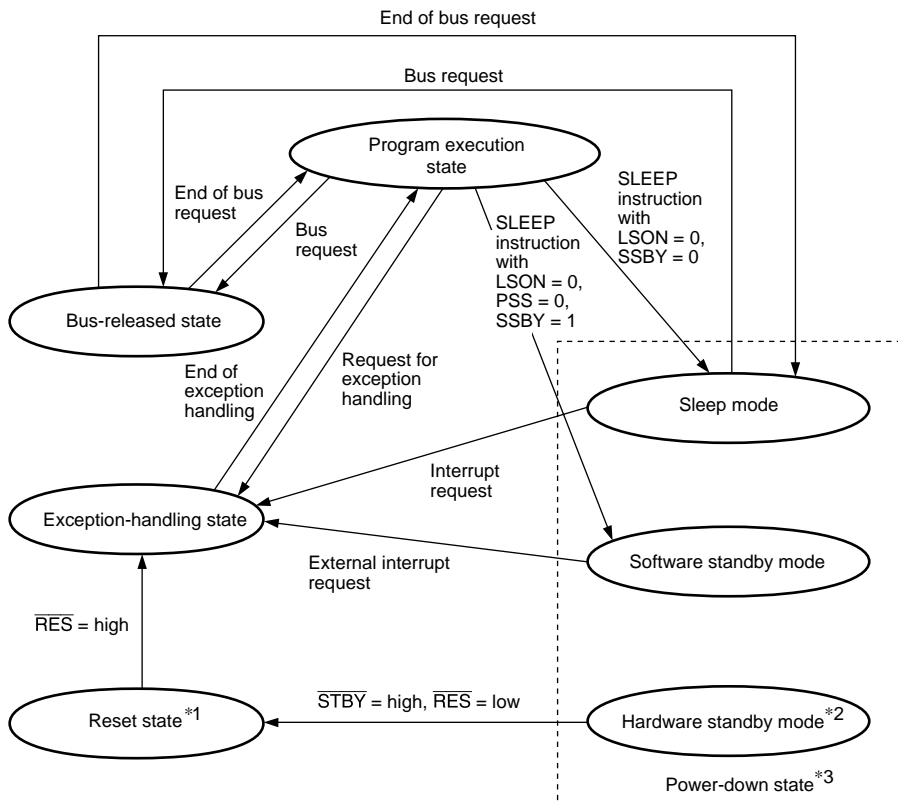 End of bus request
Bus request
Program execution
state
End of bus
request
Bus
request
SLEEP
instruction
with
LSON = 0,
PSS = 0,
SSBY = 1
SLEEP
instruction
with
LSON = 0,
SSBY = 0
Bus-released state
End of
exception
handling
Request for
exception
handling
Sleep mode
Interrupt
request
Exception-handling state
External interrupt
request
Software standby mode
R̅E̅S̅ = high
S̅T̅B̅Y̅ = high, R̅E̅S̅ = low
Reset state*1
Hardware standby mode*2
Power-down state*3